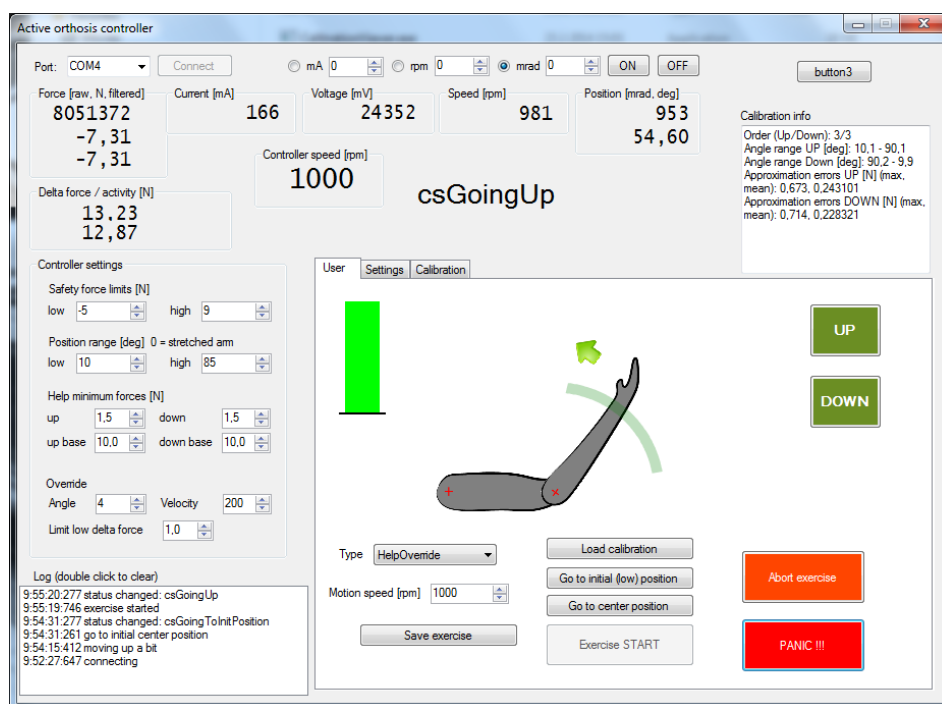 Active orthosis controller
Port: COM4 Connect mA 0 rpm 0 mrad 0 ON OFF button3
Force [raw, N, filtered] Current [mA] Voltage [mV] Speed [rpm] Position [mrad, deg]
8051372 166 24352 981 953
-7,31 54,60
-7,31
Controller speed [rpm]
1000
csGoingUp
Delta force / activity [N]
13,23
12,87
Calibration info
Order (Up/Down): 3/3
Angle range UP [deg]: 10,1 - 90,1
Angle range Down [deg]: 90,2 - 9,9
Approximation errors UP [N] (max,
mean): 0,673, 0,243101
Approximation errors DOWN [N] (max,
mean): 0,714, 0,228321
Controller settings
Safety force limits [N]
low -5 high 9
Position range [deg] 0 = stretched arm
low 10 high 85
Help minimum forces [N]
up 1,5 down 1,5
up base 10,0 down base 10,0
Override
Angle 4 Velocity 200
Limit low delta force 1,0
Log (double click to clear)
9:55:20:277 status changed: csGoingUp
9:55:19:746 exercise started
9:54:31:277 status changed: csGoingToInitPosition
9:54:31:261 go to initial center position
9:54:15:412 moving up a bit
9:52:27:647 connecting
User Settings Calibration
UP
DOWN
Type HelpOverride
Motion speed [rpm] 1000
Save exercise
Load calibration
Go to initial (low) position
Go to center position
Exercise START
Abort exercise
PANIC !!!